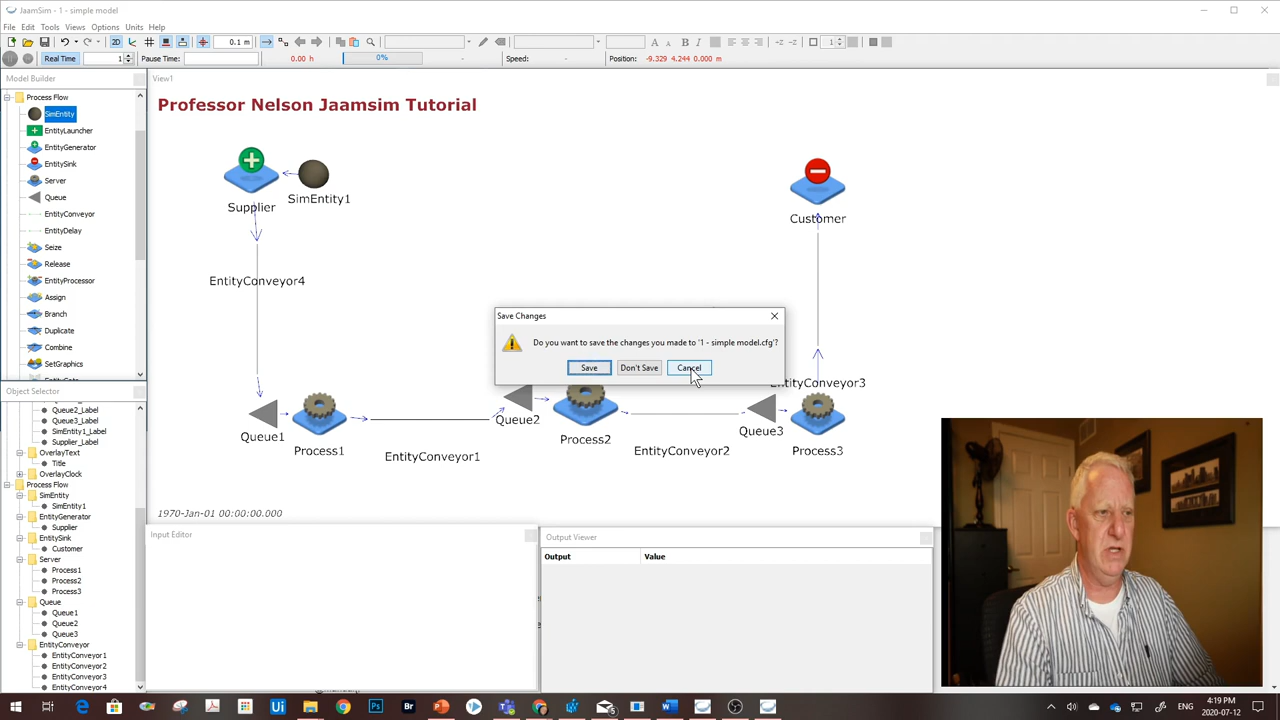 JaamSim - 1 - simple model
File Edit Tools Views Options Units Help
2D 0.1 m
Real Time 1 Pause Time: 0.00 h 0% - Speed: - Position: -9.329 4.244 0.000 m
Model Builder
Process Flow
SimEntity
EntityLauncher
EntityGenerator
EntitySink
Server
Queue
EntityConveyor
EntityDelay
Seize
Release
EntityProcessor
Assign
Branch
Duplicate
Combine
SetGraphics
Object Selector
Queue2_Label
Queue3_Label
SimEntity1_Label
Supplier_Label
OverlayText
Title
OverlayClock
Process Flow
SimEntity
SimEntity1
EntityGenerator
Supplier
EntitySink
Customer
Server
Process1
Process2
Process3
Queue
Queue1
Queue2
Queue3
EntityConveyor
EntityConveyor1
EntityConveyor2
EntityConveyor3
EntityConveyor4
View1
Professor Nelson Jaamsim Tutorial
SimEntity1
Supplier
Customer
EntityConveyor4
Save Changes
Do you want to save the changes you made to '1 - simple model.cfg'?
Save Don't Save Cancel
EntityConveyor3
Queue1
Process1
EntityConveyor1
Queue2
Process2
EntityConveyor2
Queue3
Process3
1970-Jan-01 00:00:00.000
Input Editor
Output Viewer
Output Value
4:19 PM
2020-07-12